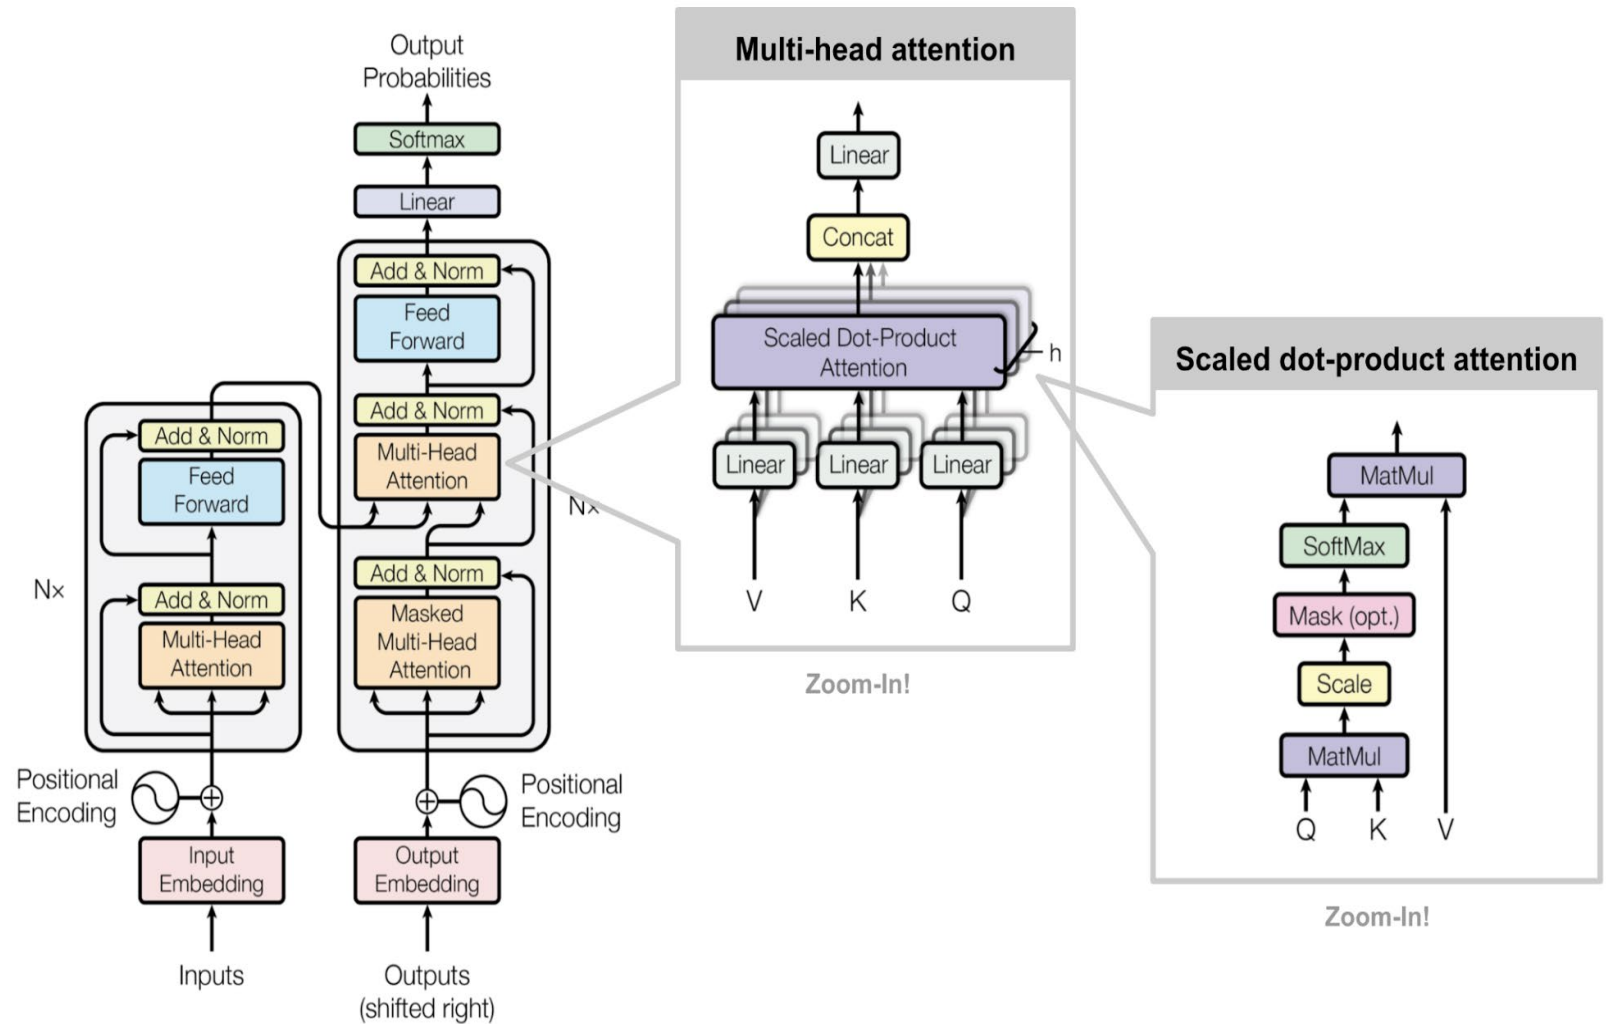 Output
Probabilities
Softmax
Linear
Add & Norm
Feed
Forward
Add & Norm
Multi-Head
Attention
N×
Add & Norm
Masked
Multi-Head
Attention
Positional
Encoding
Output
Embedding
Outputs
(shifted right)
Add & Norm
Feed
Forward
N×
Add & Norm
Multi-Head
Attention
Positional
Encoding
Input
Embedding
Inputs
Multi-head attention
Linear
Concat
Scaled Dot-Product
Attention
h
Linear Linear Linear
V K Q
Zoom-In!
Scaled dot-product attention
MatMul
SoftMax
Mask (opt.)
Scale
MatMul
Q K V
Zoom-In!